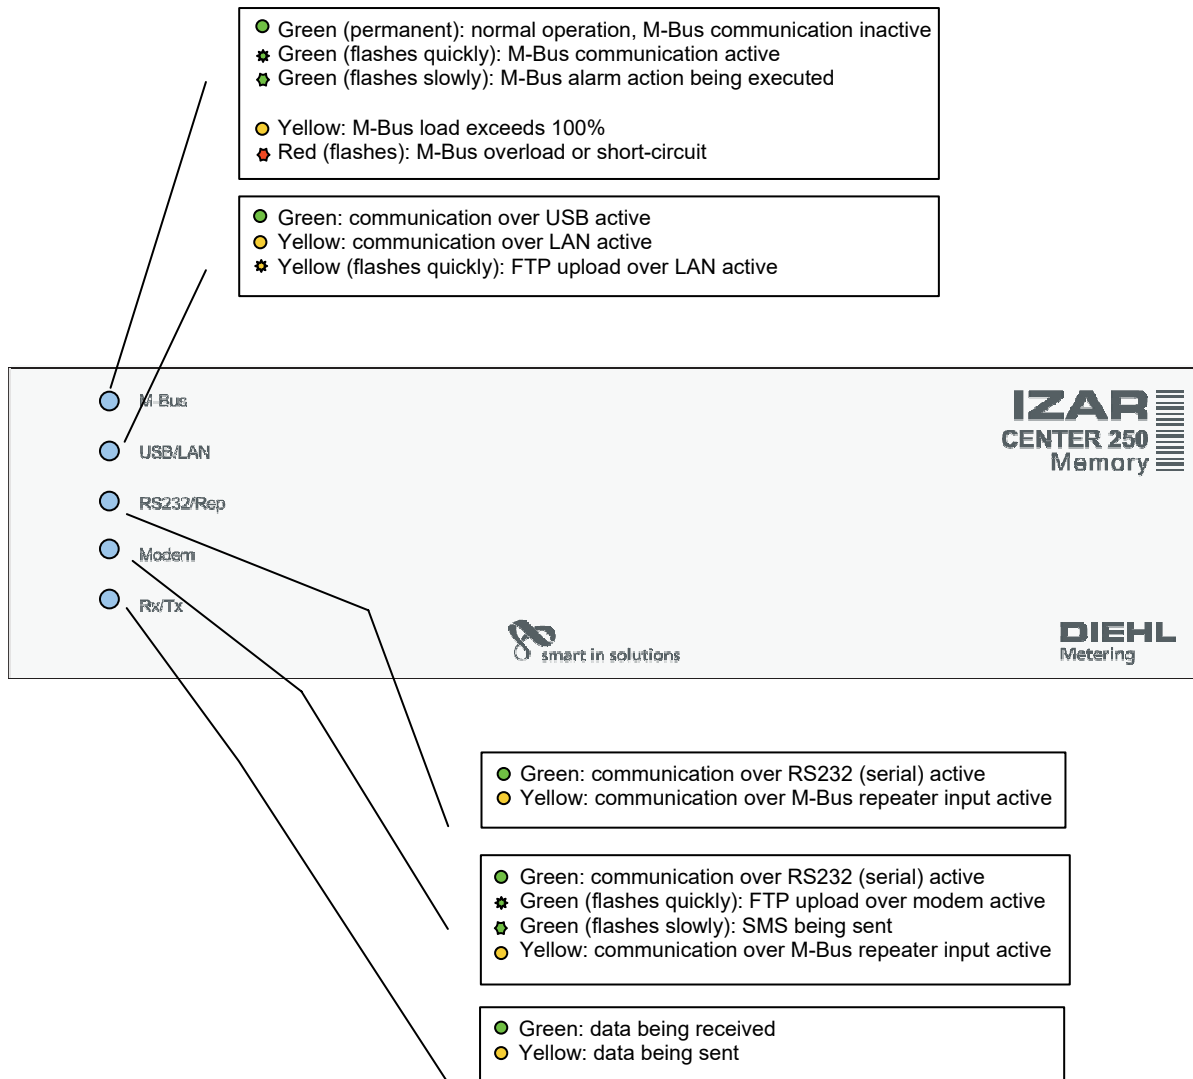 Green (permanent): normal operation, M-Bus communication inactive
Green (flashes quickly): M-Bus communication active
Green (flashes slowly): M-Bus alarm action being executed
Yellow: M-Bus load exceeds 100%
Red (flashes): M-Bus overload or short-circuit
Green: communication over USB active
Yellow: communication over LAN active
Yellow (flashes quickly): FTP upload over LAN active
M-Bus
USB/LAN
RS232/Rep
Modem
Rx/Tx
IZAR
CENTER 250
Memory
smart in solutions
DIEHL
Metering
Green: communication over RS232 (serial) active
Yellow: communication over M-Bus repeater input active
Green: communication over RS232 (serial) active
Green (flashes quickly): FTP upload over modem active
Green (flashes slowly): SMS being sent
Yellow: communication over M-Bus repeater input active
Green: data being received
Yellow: data being sent